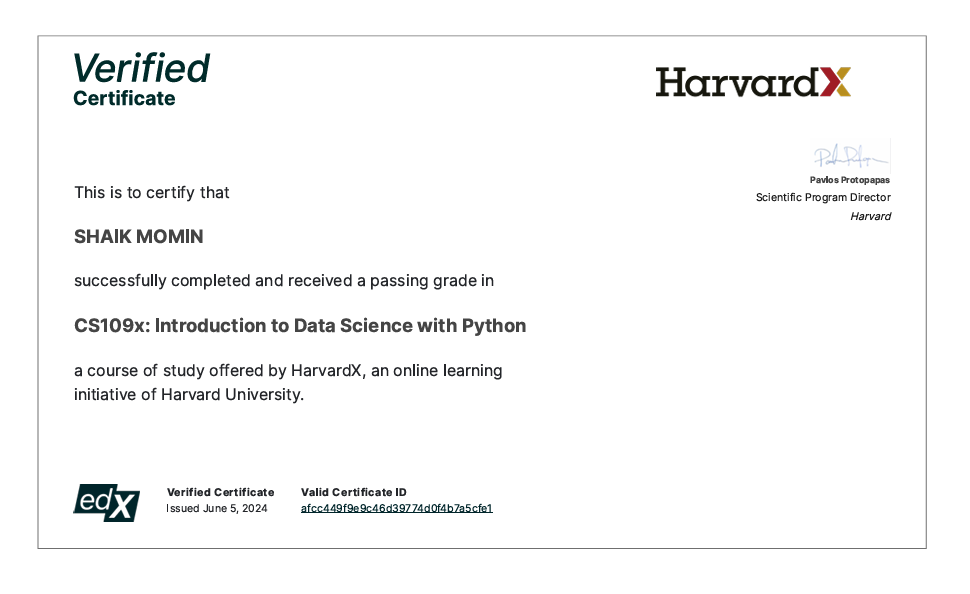 Verified
Certificate
HarvardX
Pavlos Protopapas
Scientific Program Director
Harvard
This is to certify that
SHAIK MOMIN
successfully completed and received a passing grade in
CS109x: Introduction to Data Science with Python
a course of study offered by HarvardX, an online learning
initiative of Harvard University.
edX
Verified Certificate
Issued June 5, 2024
Valid Certificate ID
afcc449f9e9c46d39774d0f4b7a5cfe1